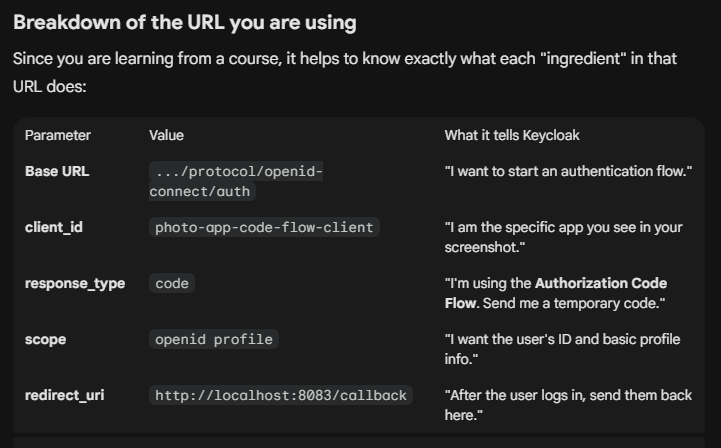 Breakdown of the URL you are using
Since you are learning from a course, it helps to know exactly what each "ingredient" in that
URL does:
Parameter Value What it tells Keycloak
Base URL .../protocol/openid- "I want to start an authentication flow."
connect/auth
client_id photo-app-code-flow-client "I am the specific app you see in your
screenshot."
response_type code "I'm using the Authorization Code
Flow. Send me a temporary code."
scope openid profile "I want the user's ID and basic profile
info."
redirect_uri http://localhost:8083/callback "After the user logs in, send them back
here."